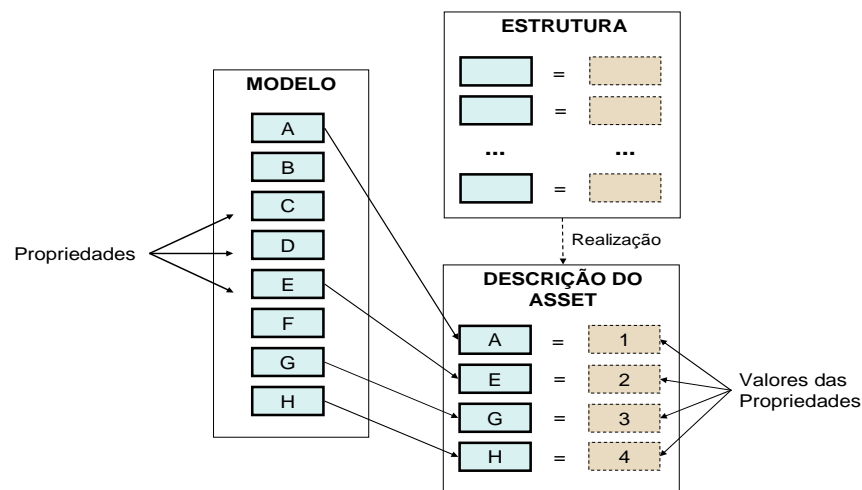 ESTRUTURA
=
=
... ...
=
MODELO
A
B
C
D
E
F
G
H
Propriedades
Realização
DESCRIÇÃO DO
ASSET
A = 1
E = 2
G = 3
H = 4
Valores das
Propriedades